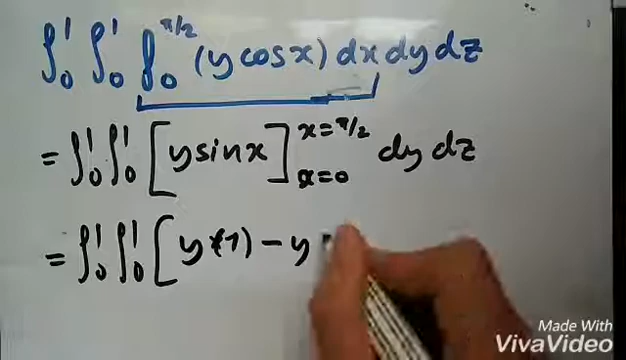 ∫₀¹ ∫₀¹ ∫₀^π/2 (y cos x) dx dy dz
= ∫₀¹ ∫₀¹ [y sin x]_{x=0}^{x=π/2} dy dz
= ∫₀¹ ∫₀¹ [y(1) - y
Made With
VivaVideo